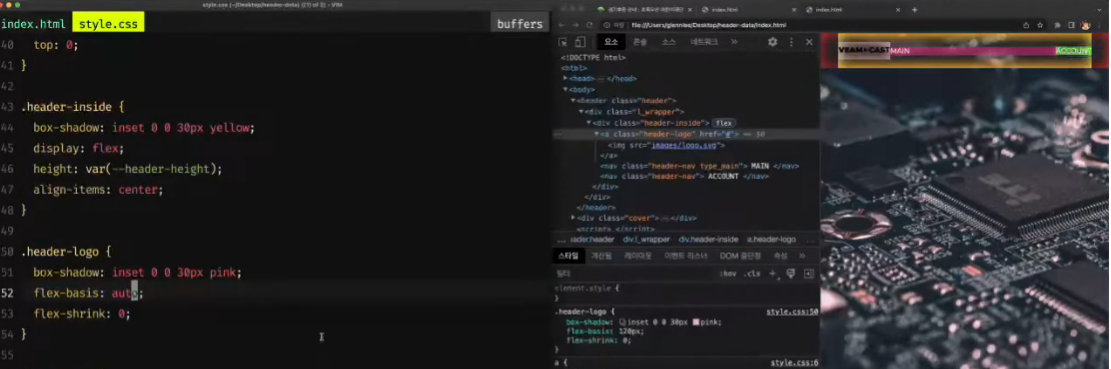 style.css (~/Desktop/header-data) (1 of 2) - VIM
index.html style.css
buffers
40 top: 0;
41 }
42
43 .header-inside {
44 box-shadow: inset 0 0 30px yellow;
45 display: flex;
46 height: var(--header-height);
47 align-items: center;
48 }
49
50 .header-logo {
51 box-shadow: inset 0 0 30px pink;
52 flex-basis: auto;
53 flex-shrink: 0;
54 }
55
index.html
index.html
file:///Users/glennlee/Desktop/header-data/index.html
요소 콘솔 소스 네트워크 »
<!DOCTYPE html>
<html>
<head> </head>
<body>
<header class="header">
<div class="l_wrapper">
<div class="header-inside"> flex
<a class="header-logo" href="#"> == $0
<img src="images/logo.svg">
</a>
<nav class="header-nav type_main"> MAIN </nav>
<nav class="header-nav"> ACCOUNT </nav>
</div>
</div>
</header>
<div class="cover"> </div>
<script> </script>
... eader.header div.l_wrapper div.header-inside a.header-logo ...
스타일 계산됨 레이아웃 이벤트 리스너 DOM 중단점 속성 »
필터 :hov .cls
element.style {
}
.header-logo { style.css:50
box-shadow: inset 0 0 30px pink;
flex-basis: 120px;
flex-shrink: 0;
}
a { style.css:6
MAIN
ACCOUNT